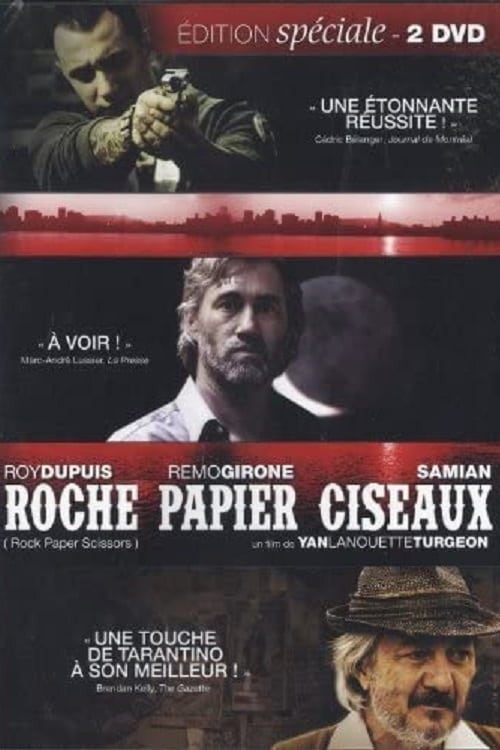 ÉDITION spéciale - 2 DVD
« UNE ÉTONNANTE
RÉUSSITE ! »
Cédric Bélanger, Journal de Montréal
« À VOIR ! »
Marc-André Lussier, La Presse
ROYDUPUIS REMOGIRONE SAMIAN
ROCHE PAPIER CISEAUX
( Rock Paper Scissors ) un film de YANLANOUETTETURGEON
« UNE TOUCHE
DE TARANTINO
À SON MEILLEUR ! »
Brendan Kelly, The Gazette